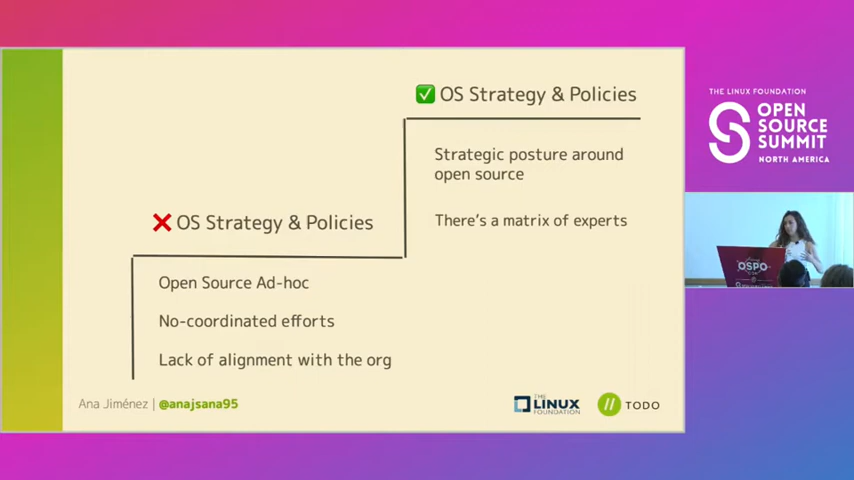 ✅ OS Strategy & Policies
Strategic posture around
open source
There's a matrix of experts
❌ OS Strategy & Policies
Open Source Ad-hoc
No-coordinated efforts
Lack of alignment with the org
Ana Jiménez | @anajsana95
THE
LINUX
FOUNDATION
TODO
THE LINUX FOUNDATION
OPEN
SOURCE
SUMMIT
NORTH AMERICA
OSPO